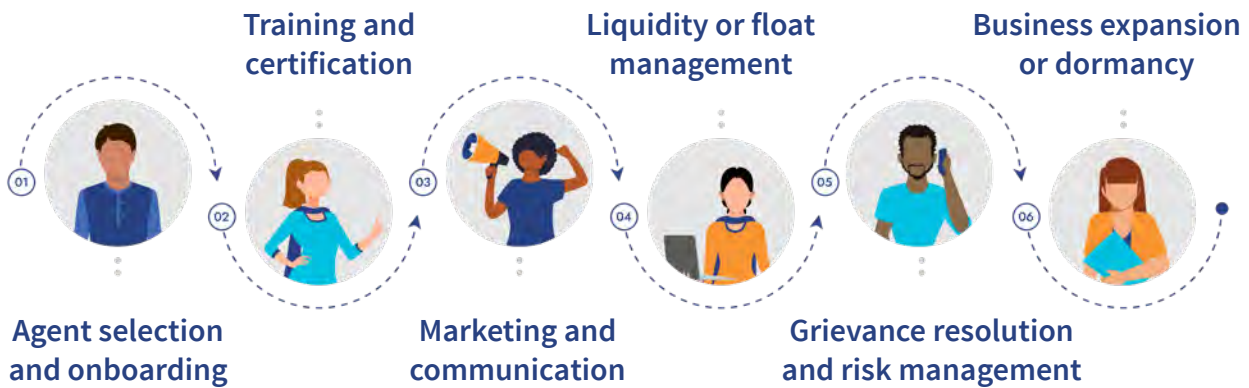 01
Agent selection
and onboarding
02
Training and
certification
03
Marketing and
communication
04
Liquidity or float
management
05
Grievance resolution
and risk management
06
Business expansion
or dormancy